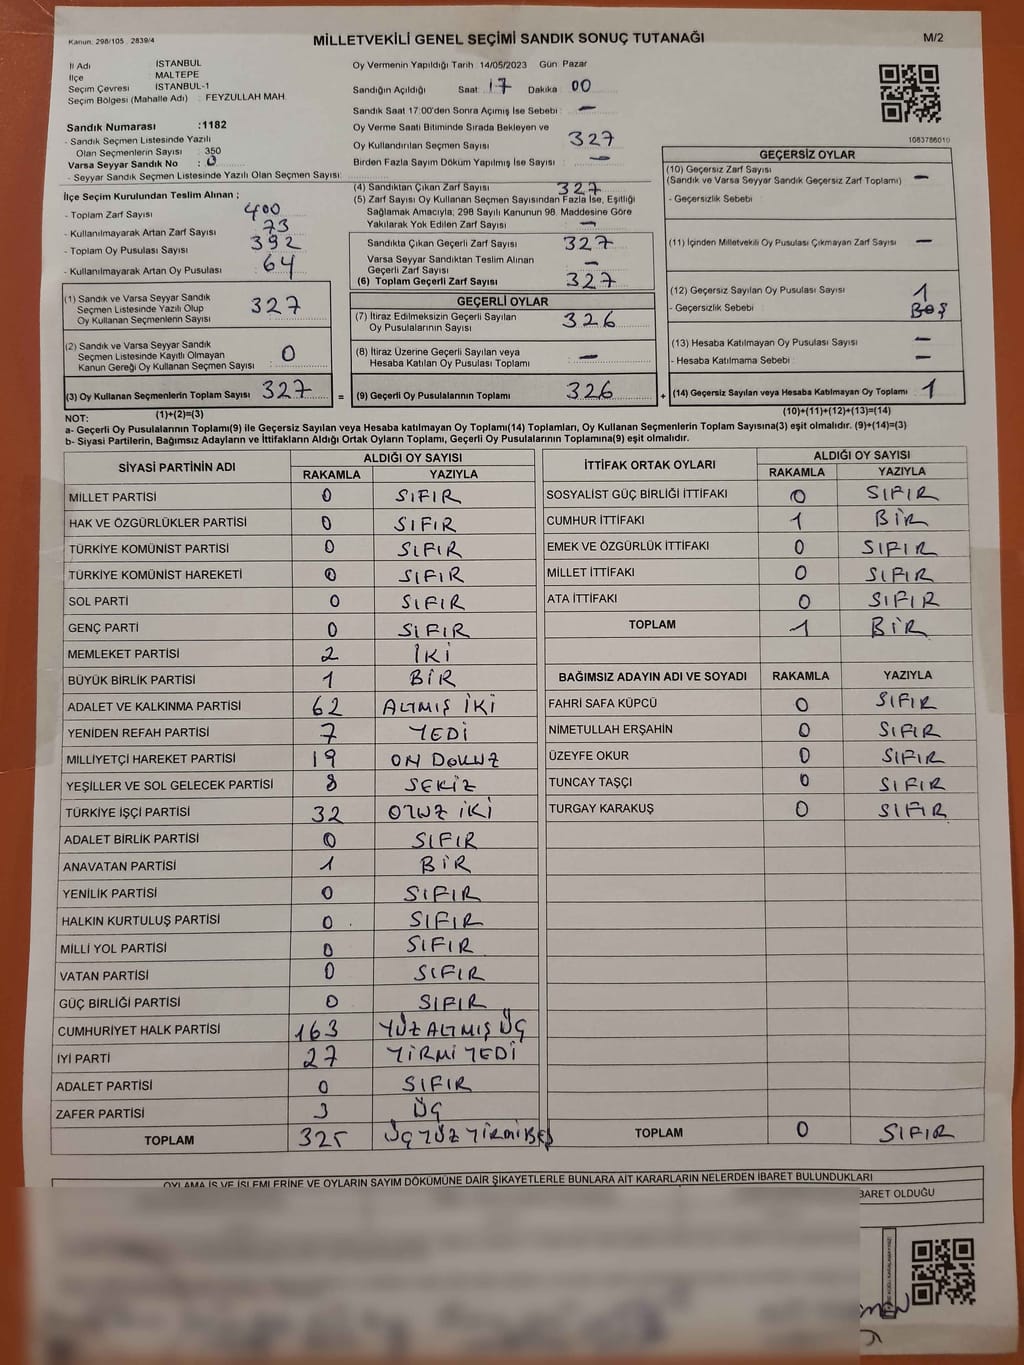 Kanun: 298/105 , 2839/4
MİLLETVEKİLİ GENEL SEÇİMİ SANDIK SONUÇ TUTANAĞI
M/2
İl Adı : İSTANBUL
İlçe : MALTEPE
Seçim Çevresi : İSTANBUL-1
Seçim Bölgesi (Mahalle Adı) : FEYZULLAH MAH.
Sandık Numarası :1182
- Sandık Seçmen Listesinde Yazılı
Olan Seçmenlerin Sayısı : 350
Varsa Seyyar Sandık No : 0
- Seyyar Sandık Seçmen Listesinde Yazılı Olan Seçmen Sayısı:
Oy Vermenin Yapıldığı Tarih :14/05/2023 Gün: Pazar
Sandığın Açıldığı Saat: 17 Dakika: 00
Sandık Saat 17:00'den Sonra Açımış İse Sebebi : —
Oy Verme Saati Bitiminde Sırada Bekleyen ve
Oy Kullandırılan Seçmen Sayısı : 327
Birden Fazla Sayım Döküm Yapılmış İse Sayısı : —
1083786010
İlçe Seçim Kurulundan Teslim Alınan ;
- Toplam Zarf Sayısı : 400
- Kullanılmayarak Artan Zarf Sayısı : 73
- Toplam Oy Pusulası Sayısı : 392
- Kullanılmayarak Artan Oy Pusulası : 64
(1) Sandık ve Varsa Seyyar Sandık
Seçmen Listesinde Yazılı Olup
Oy Kullanan Seçmenlerin Sayısı : 327
(2) Varsa Seyyar Sandık
Seçmen Listesinde Kayıtlı Olmayan
Kanun Gereği Oy Kullanan Seçmen Sayısı : 0
(3) Oy Kullanan Seçmenlerin Toplam Sayısı : 327
(1)+(2)=(3)
(4) Sandıktan Çıkan Zarf Sayısı : 327
(5) Zarf Sayısı Oy Kullanan Seçmen Sayısından Fazla İse, Eşitliği
Sağlamak Amacıyla; 298 Sayılı Kanunun 98. Maddesine Göre
Yakılarak Yok Edilen Zarf Sayısı : —
Sandıkta Çıkan Geçerli Zarf Sayısı : 327
Varsa Seyyar Sandıktan Teslim Alınan
Geçerli Zarf Sayısı : —
(6) Toplam Geçerli Zarf Sayısı : 327
GEÇERLİ OYLAR
(7) İtiraz Edilmeksizin Geçerli Sayılan
Oy Pusulalarının Sayısı : 326
(8) İtiraz Üzerine Geçerli Sayılan veya
Hesaba Katılan Oy Pusulası Toplamı : —
= (9) Geçerli Oy Pusulalarının Toplamı : 326
GEÇERSİZ OYLAR
(10) Geçersiz Zarf Sayısı : —
(Sandık ve Varsa Seyyar Sandık Geçersiz Zarf Toplamı)
- Geçersizlik Sebebi :
(11) İçinden Milletvekili Oy Pusulası Çıkmayan Zarf Sayısı : —
(12) Geçersiz Sayılan Oy Pusulası Sayısı : 1
- Geçersizlik Sebebi : BOŞ
(13) Hesaba Katılmayan Oy Pusulası Sayısı : —
- Hesaba Katılmama Sebebi : —
+ (14) Geçersiz Sayılan veya Hesaba Katılmayan Oy Toplamı : 1
(10)+(11)+(12)+(13)=(14)
NOT:
a- Geçerli Oy Pusulalarının Toplamı(9) ile Geçersiz Sayılan veya Hesaba katılmayan Oy Toplamı(14) Toplamları, Oy Kullanan Seçmenlerin Toplam Sayısına(3) eşit olmalıdır. (9)+(14)=(3)
b- Siyasi Partilerin, Bağımsız Adayların ve İttifakların Aldığı Ortak Oyların Toplamı, Geçerli Oy Pusulalarının Toplamına(9) eşit olmalıdır.
SİYASİ PARTİNİN ADI ALDIĞI OY SAYISI
RAKAMLA YAZIYLA
MİLLET PARTİSİ 0 SIFIR
HAK VE ÖZGÜRLÜKLER PARTİSİ 0 SIFIR
TÜRKİYE KOMÜNİST PARTİSİ 0 SIFIR
TÜRKİYE KOMÜNİST HAREKETİ 0 SIFIR
SOL PARTİ 0 SIFIR
GENÇ PARTİ 0 SIFIR
MEMLEKET PARTİSİ 2 İKİ
BÜYÜK BİRLİK PARTİSİ 1 BİR
ADALET VE KALKINMA PARTİSİ 62 ALTMIŞ İKİ
YENİDEN REFAH PARTİSİ 7 YEDİ
MİLLİYETÇİ HAREKET PARTİSİ 19 ON DOKUZ
YEŞİLLER VE SOL GELECEK PARTİSİ 8 SEKİZ
TÜRKİYE İŞÇİ PARTİSİ 32 OTUZ İKİ
ADALET BİRLİK PARTİSİ 0 SIFIR
ANAVATAN PARTİSİ 1 BİR
YENİLİK PARTİSİ 0 SIFIR
HALKIN KURTULUŞ PARTİSİ 0 SIFIR
MİLLİ YOL PARTİSİ 0 SIFIR
VATAN PARTİSİ 0 SIFIR
GÜÇ BİRLİĞİ PARTİSİ 0 SIFIR
CUMHURİYET HALK PARTİSİ 163 YÜZ ALTMIŞ ÜÇ
İYİ PARTİ 27 YİRMİ YEDİ
ADALET PARTİSİ 0 SIFIR
ZAFER PARTİSİ 3 ÜÇ
TOPLAM 325 ÜÇ YÜZ YİRMİ BEŞ
İTTİFAK ORTAK OYLARI ALDIĞI OY SAYISI
RAKAMLA YAZIYLA
SOSYALİST GÜÇ BİRLİĞİ İTTİFAKI 0 SIFIR
CUMHUR İTTİFAKI 1 BİR
EMEK VE ÖZGÜRLÜK İTTİFAKI 0 SIFIR
MİLLET İTTİFAKI 0 SIFIR
ATA İTTİFAKI 0 SIFIR
TOPLAM 1 BİR
BAĞIMSIZ ADAYIN ADI VE SOYADI RAKAMLA YAZIYLA
FAHRİ SAFA KÜPCÜ 0 SIFIR
NİMETULLAH ERŞAHİN 0 SIFIR
ÜZEYFE OKUR 0 SIFIR
TUNCAY TAŞÇI 0 SIFIR
TURGAY KARAKUŞ 0 SIFIR
TOPLAM 0 SIFIR
OYLAMA İŞ VE İŞLEMLERİNE VE OYLARIN SAYIM DÖKÜMÜNE DAİR ŞİKAYETLERLE BUNLARA AİT KARARLARIN NELERDEN İBARET BULUNDUKLARI
BARET OLDUĞU